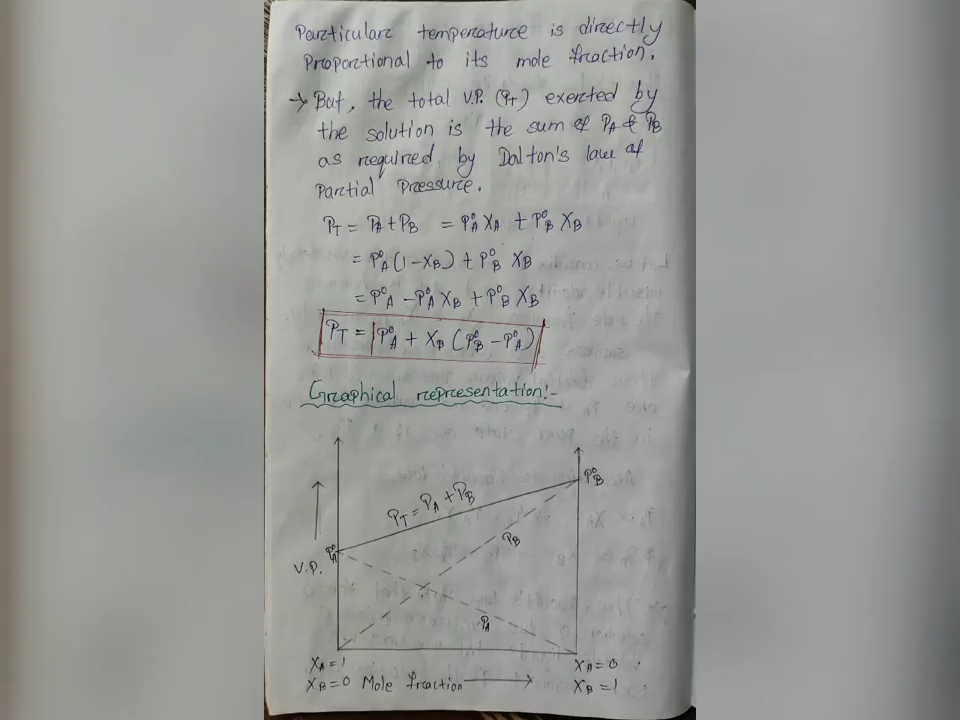 Particular temperature is directly
Proportional to its mole fraction.
→ But, the total V.P. (PT) exerted by
the solution is the sum of PA & PB
as required by Dalton's law of
Partial Pressure.
PT = PA + PB = P°A XA + P°B XB
= P°A (1 - XB) + P°B XB
= P°A - P°A XB + P°B XB
PT = P°A + XB (P°B - P°A)
Graphical representation:-
P°B
PT = PA + PB
PB
P°A
V.P.
PA
XA = 1
XA = 0
XB = 0 Mole fraction →
XB = 1